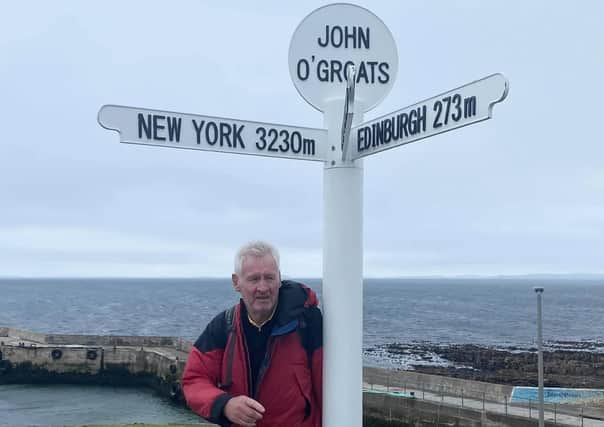 JOHN
O'GROATS
NEW YORK 3230m
EDINBURGH 273m